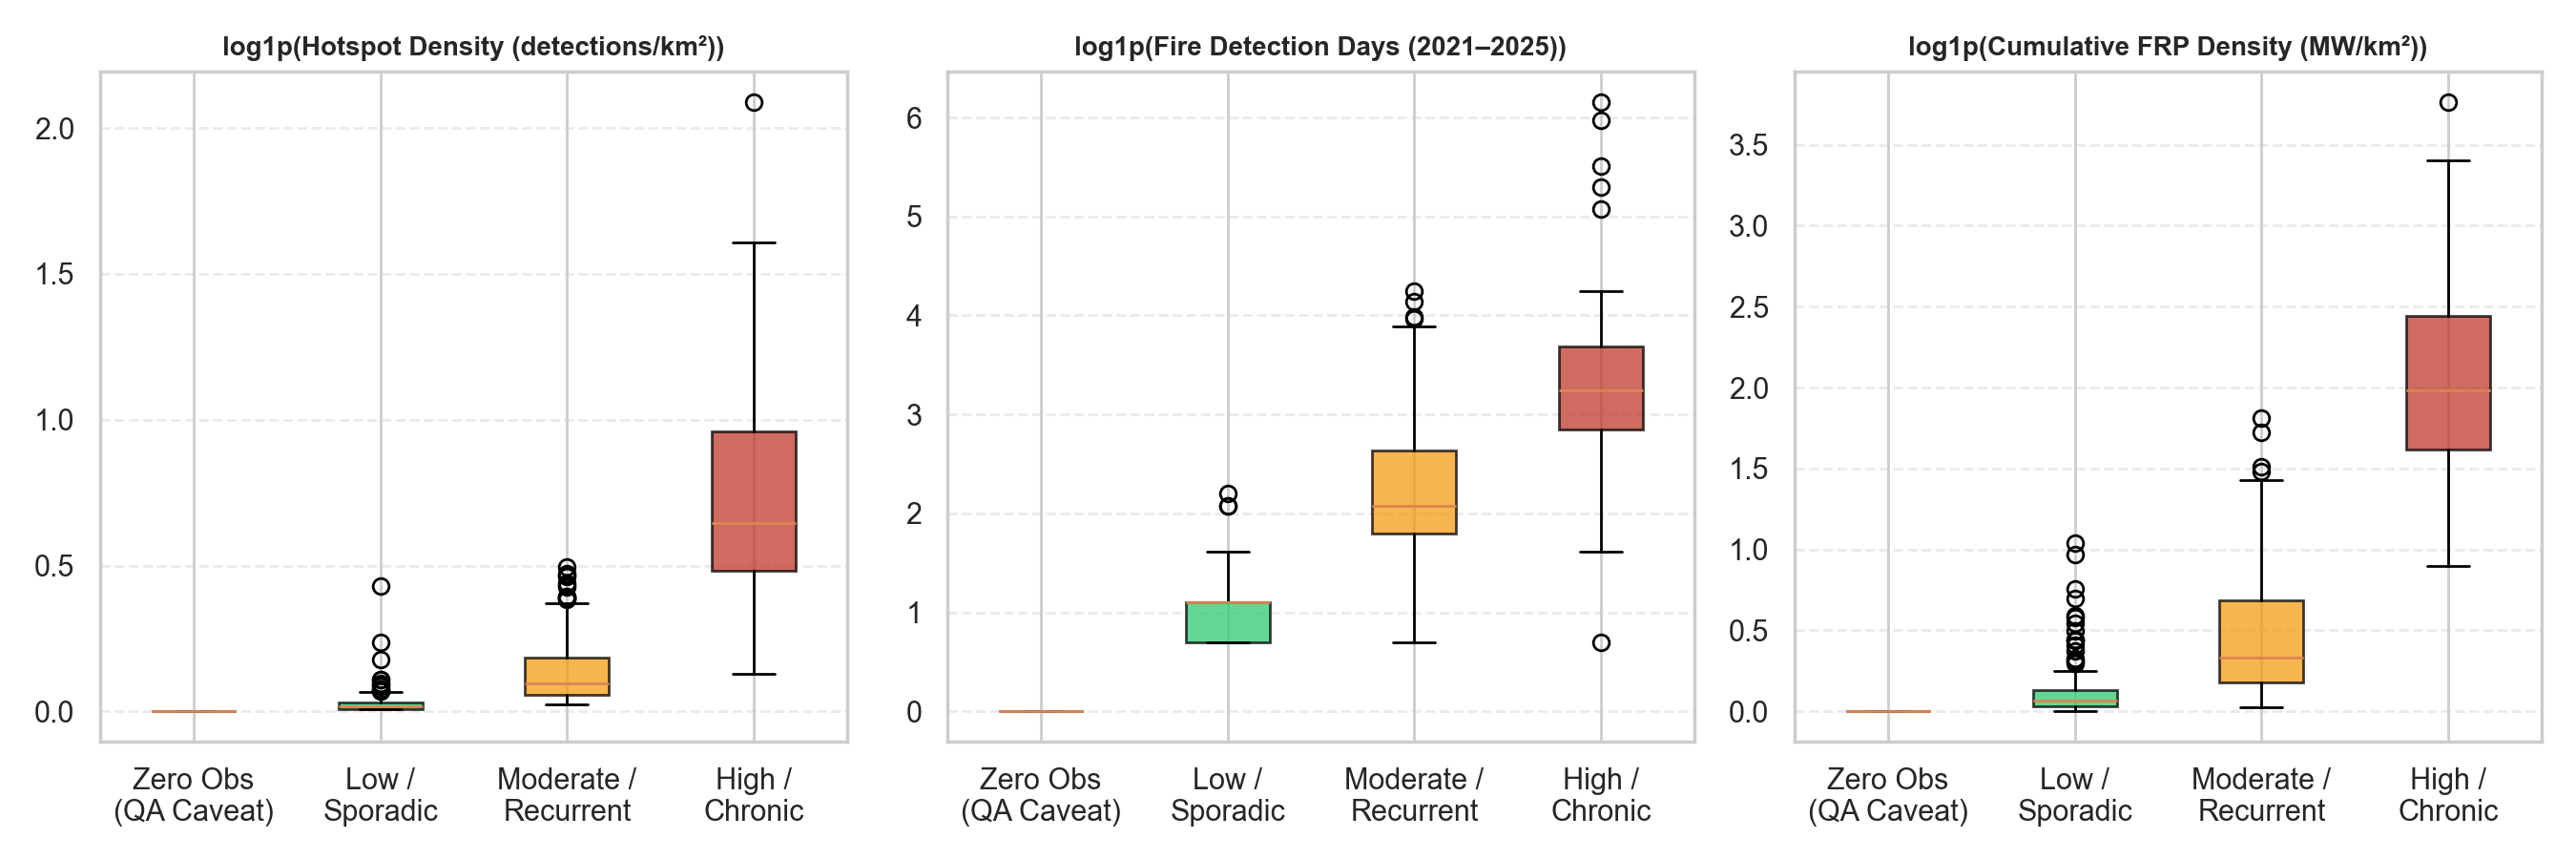 log1p(Hotspot Density (detections/km²))
2.0
1.5
1.0
0.5
0.0
Zero Obs
(QA Caveat)
Low /
Sporadic
Moderate /
Recurrent
High /
Chronic
log1p(Fire Detection Days (2021–2025))
6
5
4
3
2
1
0
Zero Obs
(QA Caveat)
Low /
Sporadic
Moderate /
Recurrent
High /
Chronic
log1p(Cumulative FRP Density (MW/km²))
3.5
3.0
2.5
2.0
1.5
1.0
0.5
0.0
Zero Obs
(QA Caveat)
Low /
Sporadic
Moderate /
Recurrent
High /
Chronic